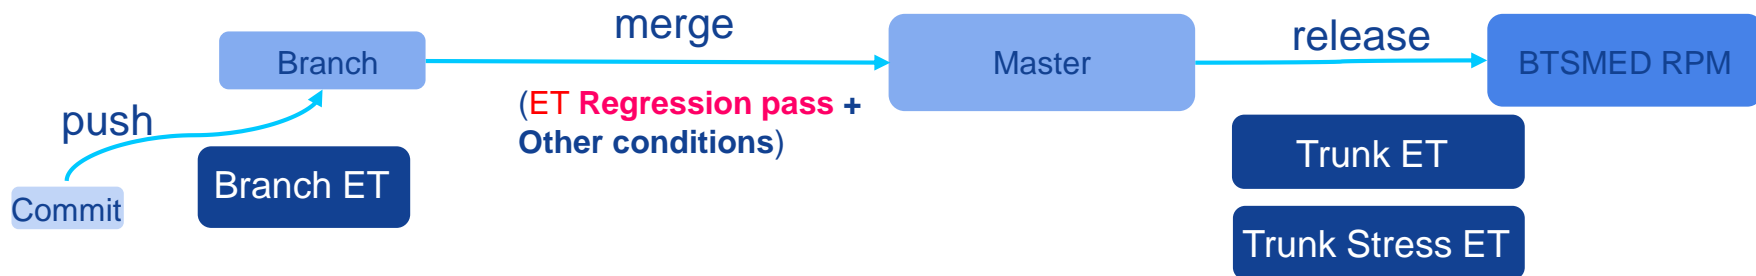 merge
release
Branch
Master
BTSMED RPM
push
(ET Regression pass +
Other conditions)
Trunk ET
Branch ET
Commit
Trunk Stress ET